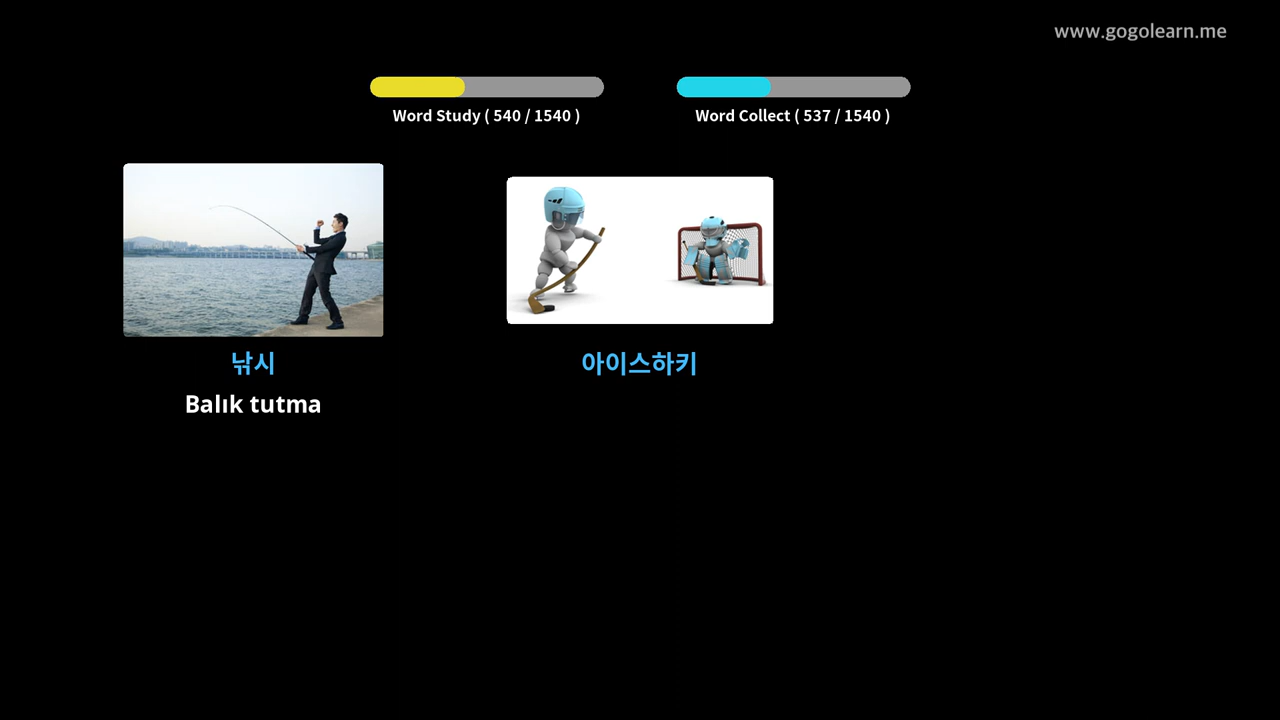 www.gogolearn.me
Word Study ( 540 / 1540 )
Word Collect ( 537 / 1540 )
낚시
아이스하키
Balık tutma